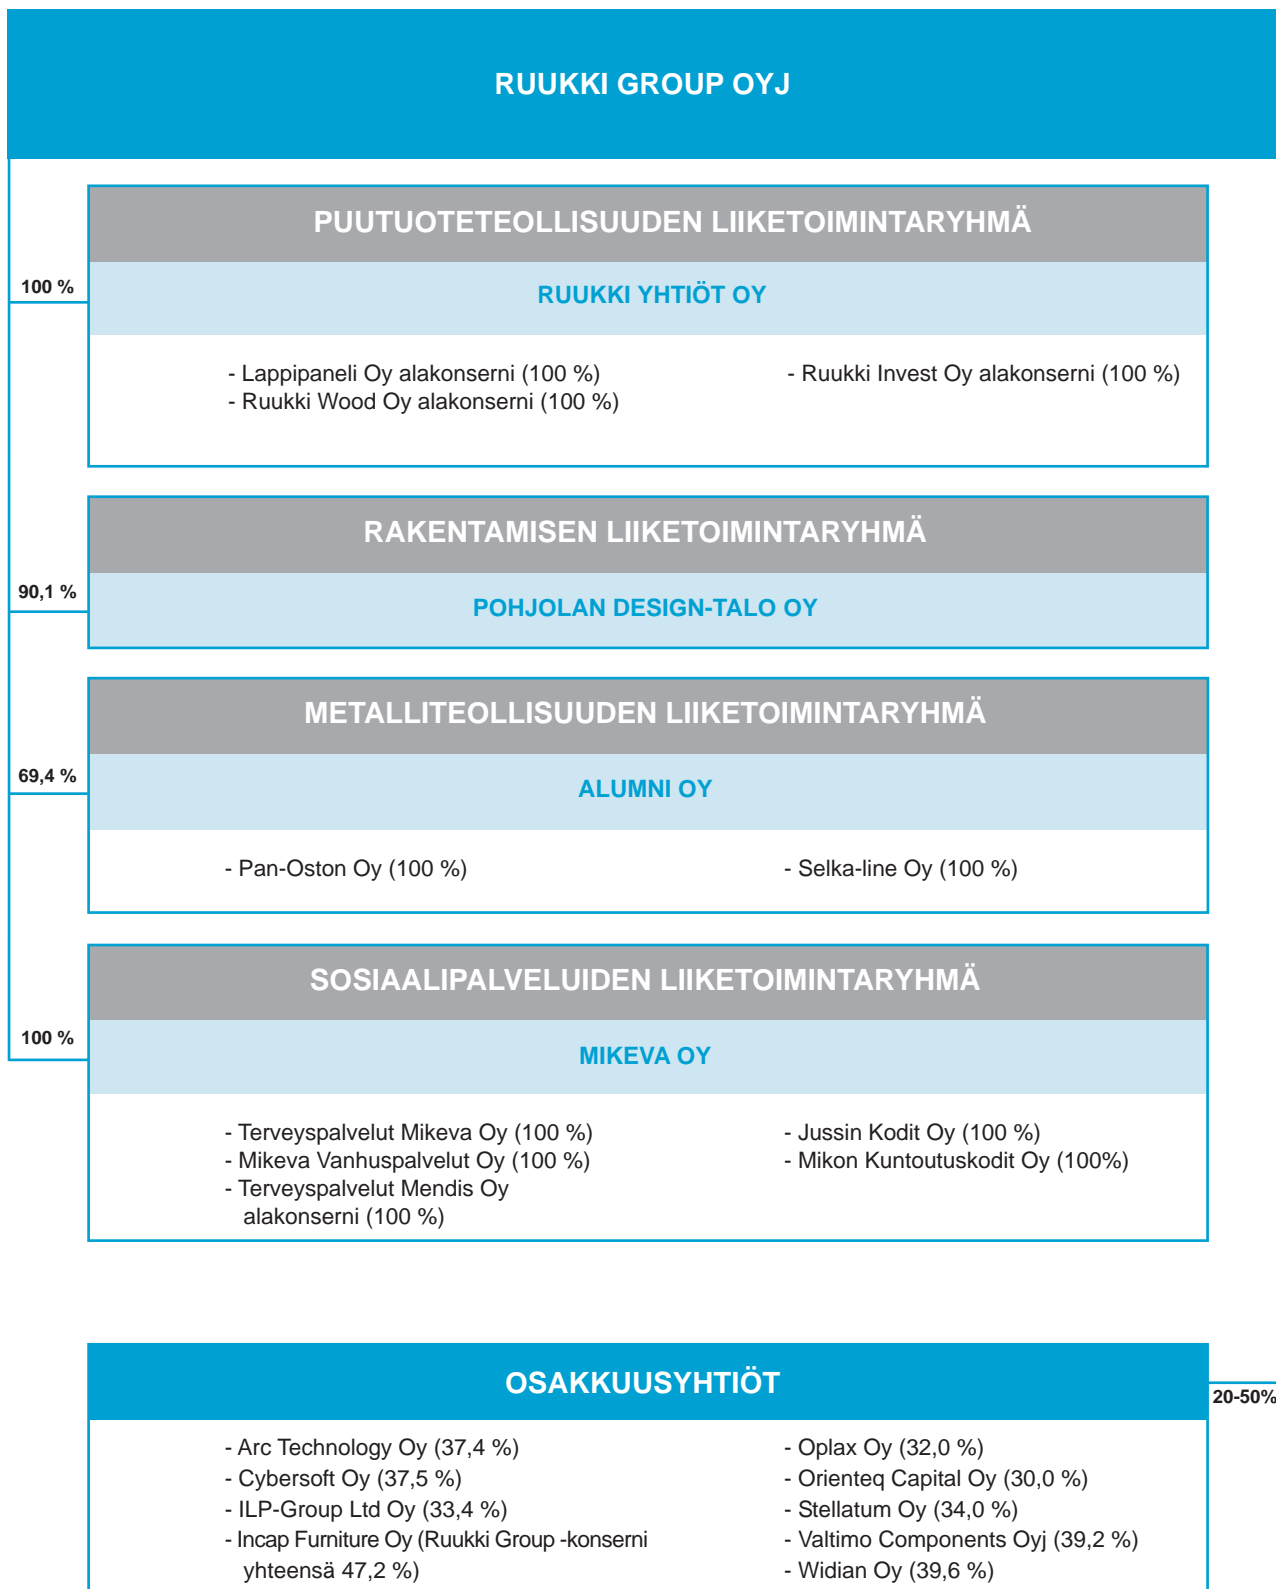 RUUKKI GROUP OYJ
PUUTUOTETEOLLISUUDEN LIIKETOIMINTARYHMÄ
100 %
RUUKKI YHTIÖT OY
- Lappipaneli Oy alakonserni (100 %)
- Ruukki Wood Oy alakonserni (100 %)
- Ruukki Invest Oy alakonserni (100 %)
RAKENTAMISEN LIIKETOIMINTARYHMÄ
90,1 %
POHJOLAN DESIGN-TALO OY
METALLITEOLLISUUDEN LIIKETOIMINTARYHMÄ
69,4 %
ALUMNI OY
- Pan-Oston Oy (100 %)
- Selka-line Oy (100 %)
SOSIAALIPALVELUIDEN LIIKETOIMINTARYHMÄ
100 %
MIKEVA OY
- Terveyspalvelut Mikeva Oy (100 %)
- Mikeva Vanhuspalvelut Oy (100 %)
- Terveyspalvelut Mendis Oy
alakonserni (100 %)
- Jussin Kodit Oy (100 %)
- Mikon Kuntoutuskodit Oy (100%)
OSAKKUUSYHTIÖT
20-50%
- Arc Technology Oy (37,4 %)
- Cybersoft Oy (37,5 %)
- ILP-Group Ltd Oy (33,4 %)
- Incap Furniture Oy (Ruukki Group -konserni
yhteensä 47,2 %)
- Oplax Oy (32,0 %)
- Orienteq Capital Oy (30,0 %)
- Stellatum Oy (34,0 %)
- Valtimo Components Oyj (39,2 %)
- Widian Oy (39,6 %)